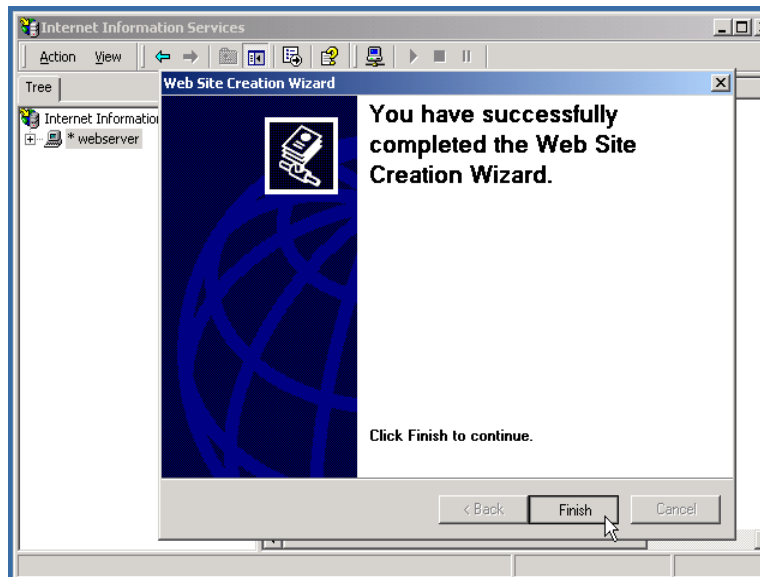 Internet Information Services
Action View
Tree
Web Site Creation Wizard
Internet Informatio
* webserver
You have successfully
completed the Web Site
Creation Wizard.
Click Finish to continue.
< Back Finish Cancel